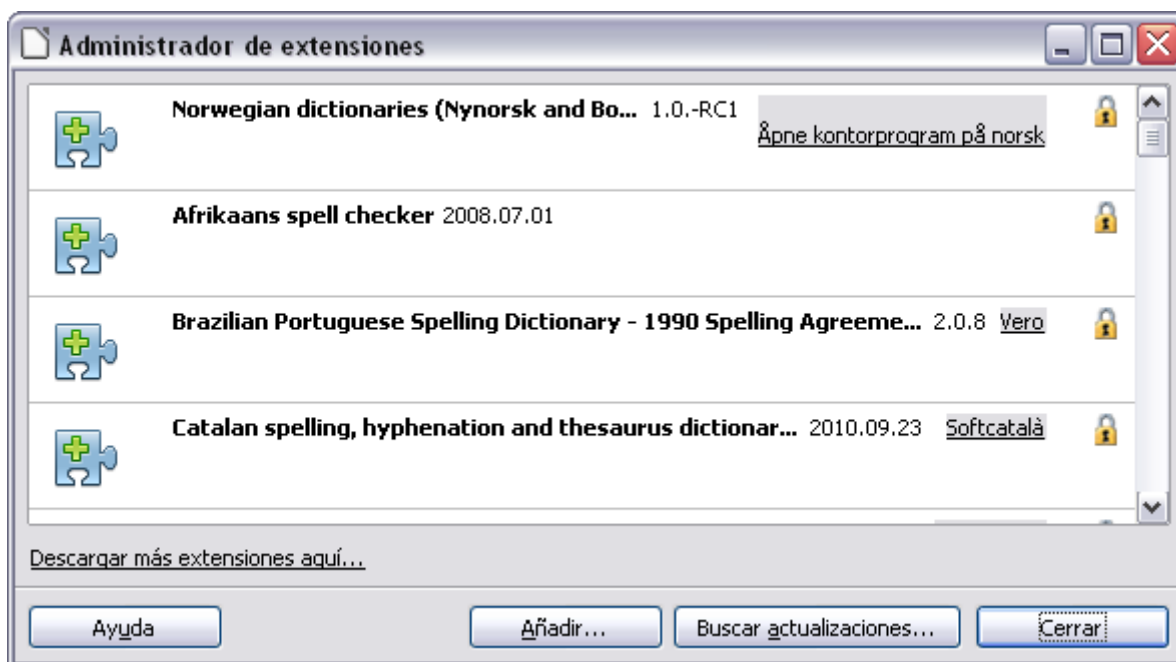 Administrador de extensiones
Norwegian dictionaries (Nynorsk and Bo... 1.0.-RC1
Åpne kontorprogram på norsk
Afrikaans spell checker 2008.07.01
Brazilian Portuguese Spelling Dictionary - 1990 Spelling Agreeme... 2.0.8 Vero
Catalan spelling, hyphenation and thesaurus dictionar... 2010.09.23 Softcatalà
Descargar más extensiones aquí...
Ayuda Añadir... Buscar actualizaciones... Cerrar